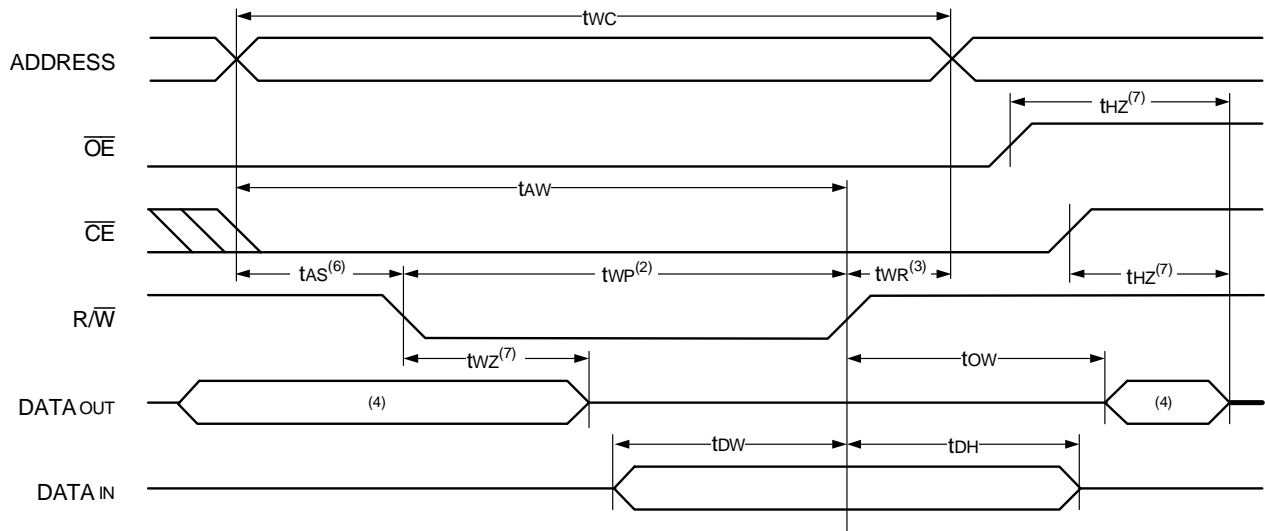 tWC
ADDRESS
tHZ(7)
OE
tAW
CE
tAS(6) tWP(2) tWR(3) tHZ(7)
R/W
tWZ(7) tOW
DATA OUT (4) (4)
tDW tDH
DATA IN